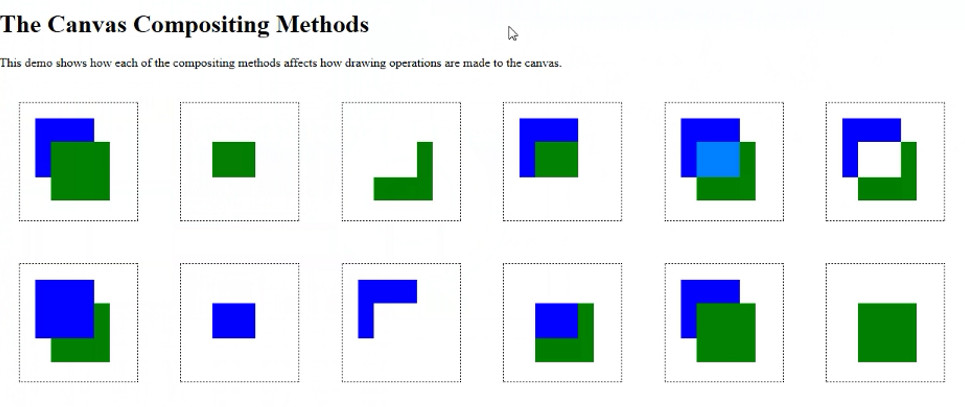 The Canvas Compositing Methods
This demo shows how each of the compositing methods affects how drawing operations are made to the canvas.